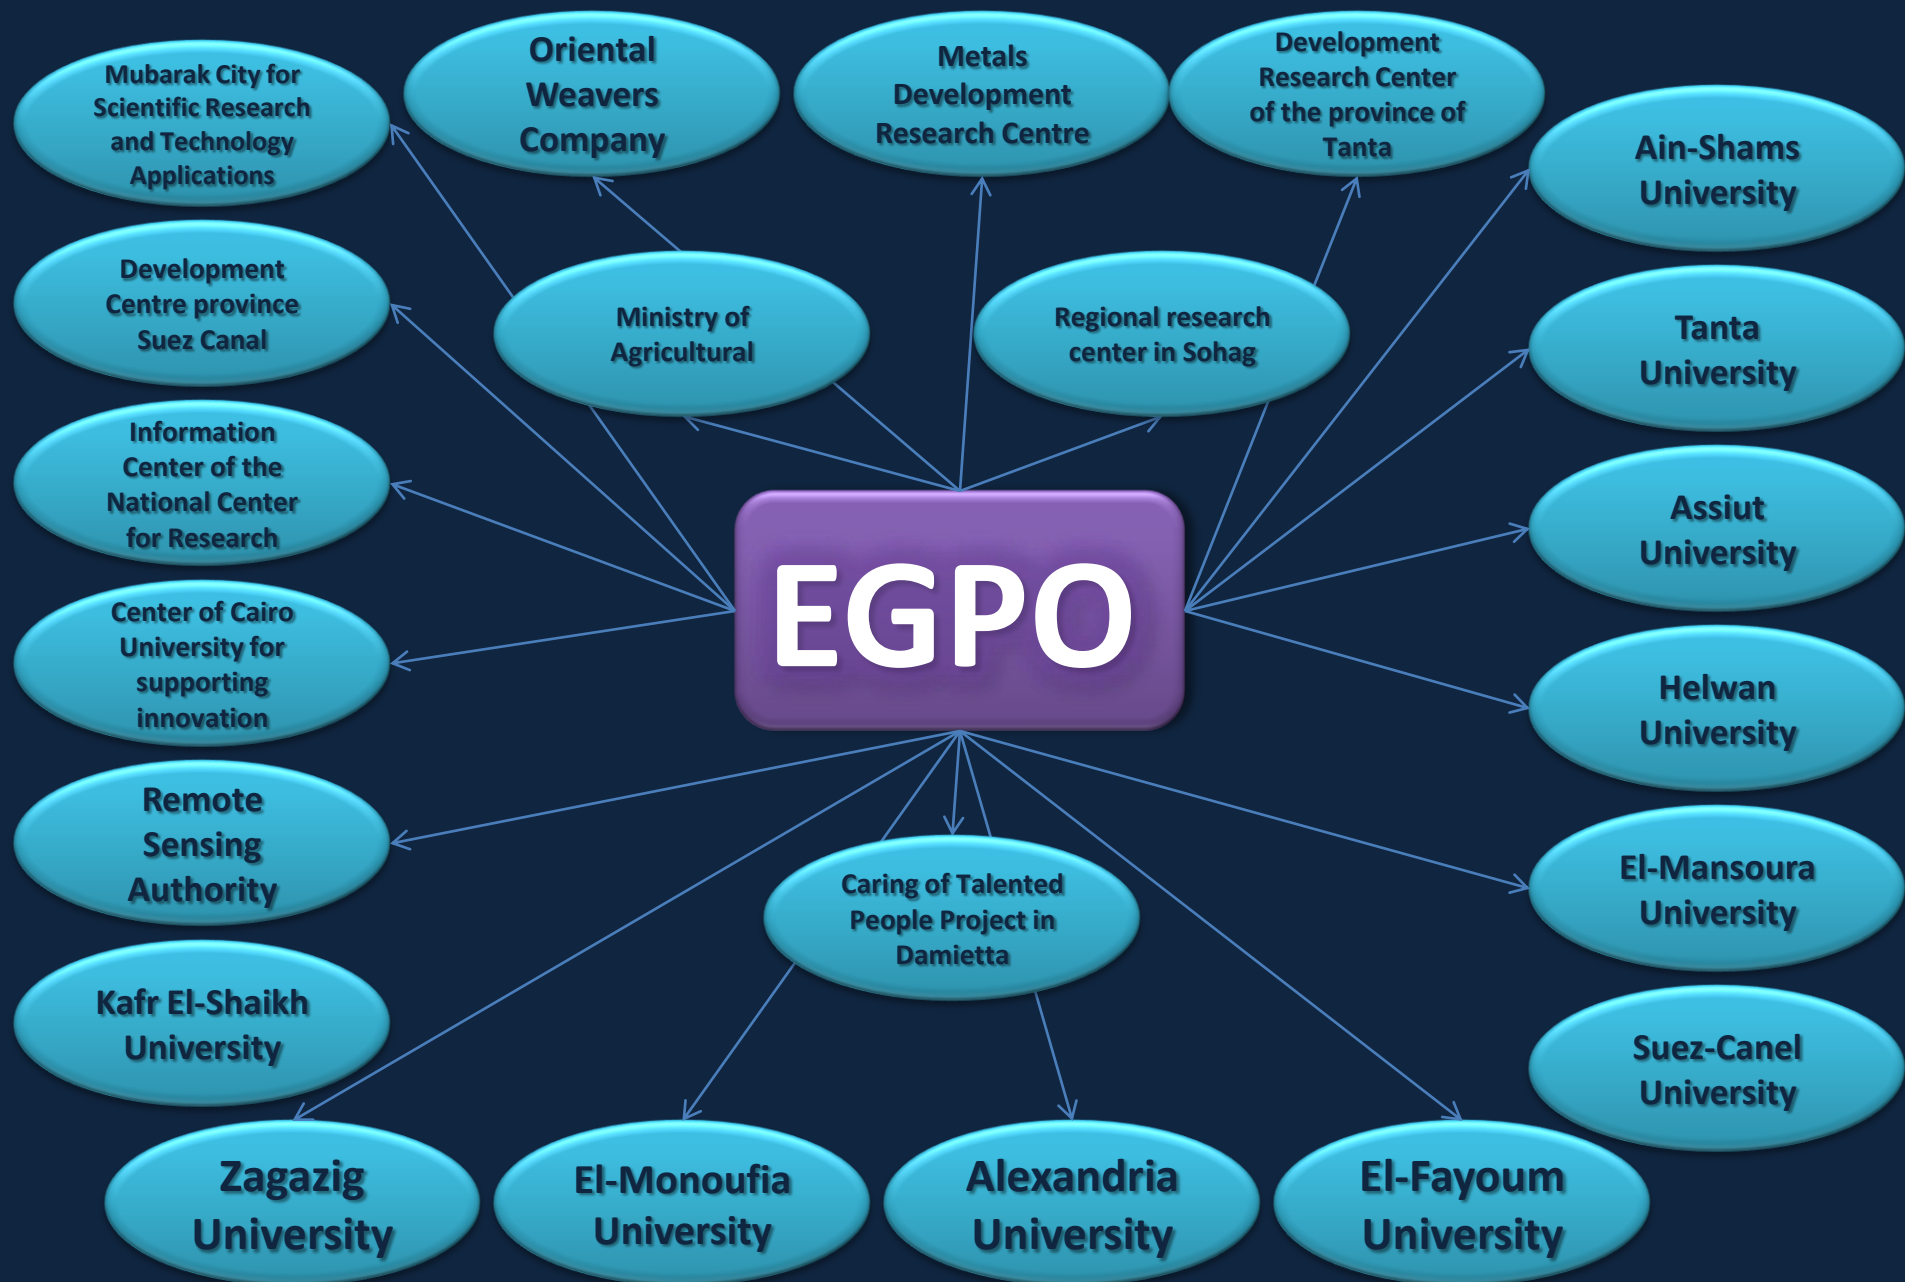 Mubarak City for
Scientific Research
and Technology
Applications
Oriental
Weavers
Company
Metals
Development
Research Centre
Development
Research Center
of the province of
Tanta
Ain-Shams
University
Development
Centre province
Suez Canal
Ministry of
Agricultural
Regional research
center in Sohag
Tanta
University
Information
Center of the
National Center
for Research
Assiut
University
EGPO
Center of Cairo
University for
supporting
innovation
Helwan
University
Remote
Sensing
Authority
Caring of Talented
People Project in
Damietta
El-Mansoura
University
Kafr El-Shaikh
University
Suez-Canel
University
Zagazig
University
El-Monoufia
University
Alexandria
University
El-Fayoum
University